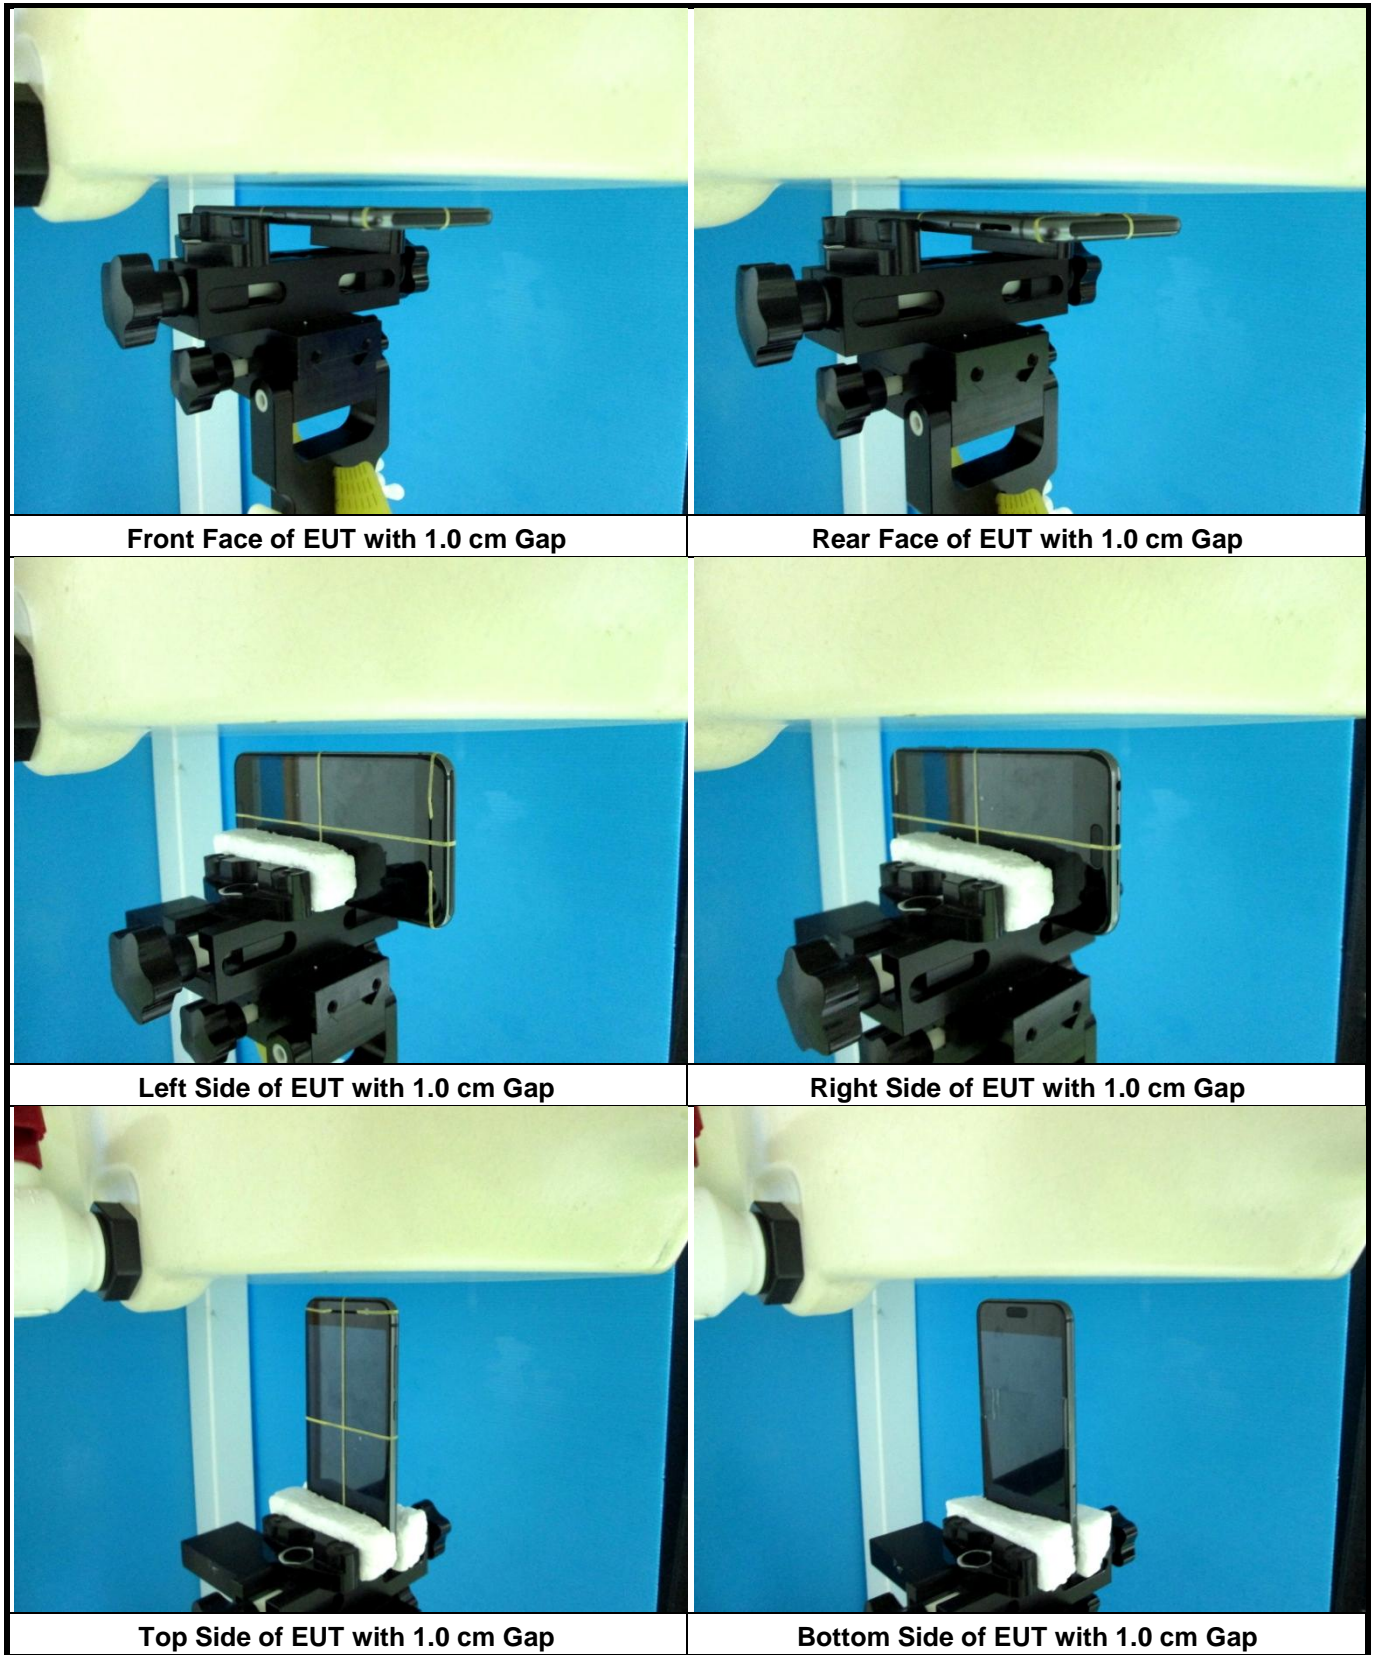 Front Face of EUT with 1.0 cm Gap
Rear Face of EUT with 1.0 cm Gap
Left Side of EUT with 1.0 cm Gap
Right Side of EUT with 1.0 cm Gap
Top Side of EUT with 1.0 cm Gap
Bottom Side of EUT with 1.0 cm Gap